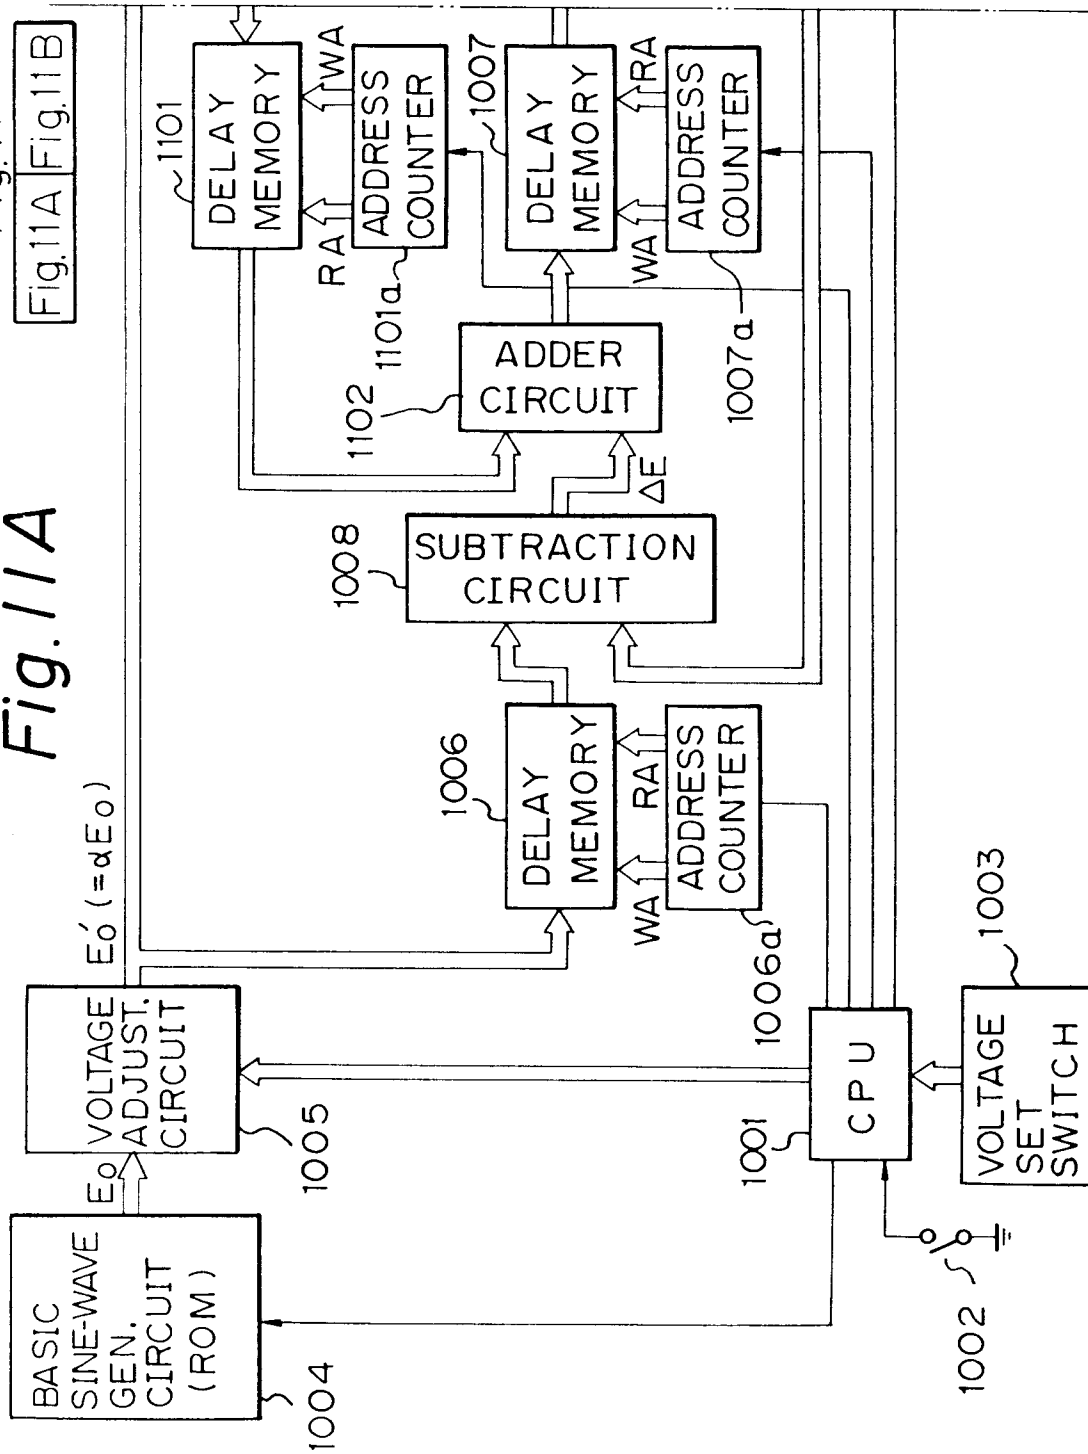 Fig. 11A
Fig.11A Fig.11B
BASIC
SINE-WAVE
GEN.
CIRCUIT
(ROM)
1004
E₀
VOLTAGE
ADJUST.
CIRCUIT
1005
E₀′ (=αE₀)
DELAY
MEMORY
1006
WA RA
ADDRESS
COUNTER
1006a
SUBTRACTION
CIRCUIT
1008
ΔE
ADDER
CIRCUIT
1102
DELAY
MEMORY
1101
RA WA
ADDRESS
COUNTER
1101a
DELAY
MEMORY
1007
WA RA
ADDRESS
COUNTER
1007a
CPU
1001
1002
VOLTAGE
SET
SWITCH
1003